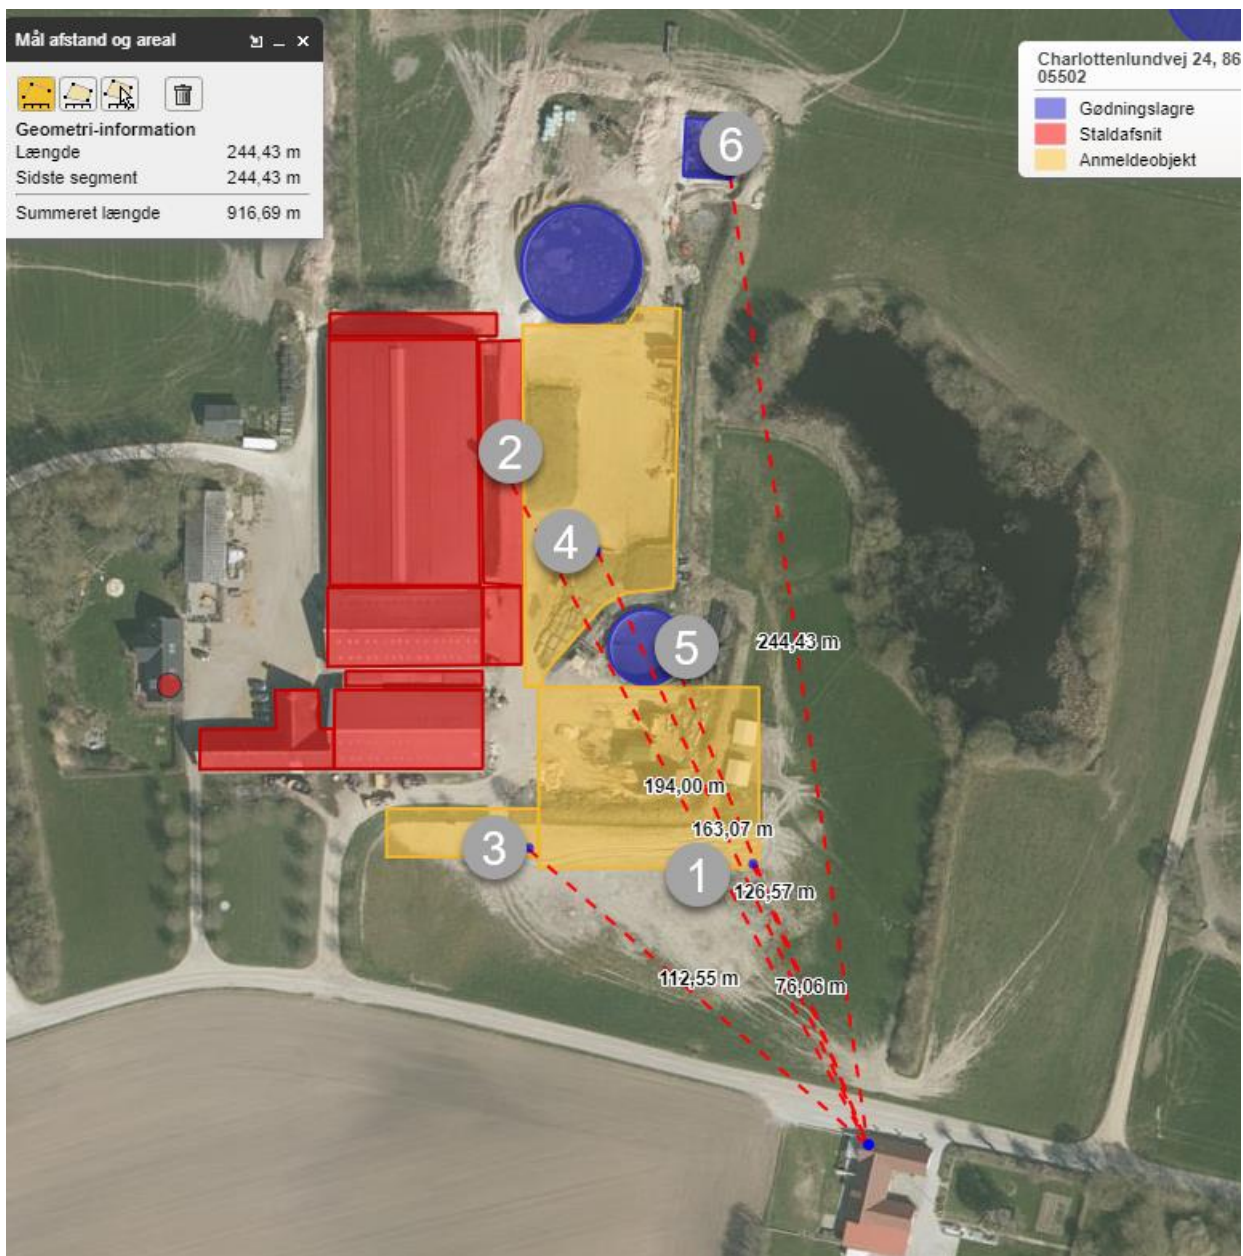 Mål afstand og areal
Geometri-information
Længde 244,43 m
Sidste segment 244,43 m
Summeret længde 916,69 m
Charlottenlundvej 24, 86
05502
Gødningslagre
Staldafsnit
Anmeldeobjekt
6
2
4
5
244,43 m
194,00 m
163,07 m
3
1
126,57 m
112,55 m
76,06 m